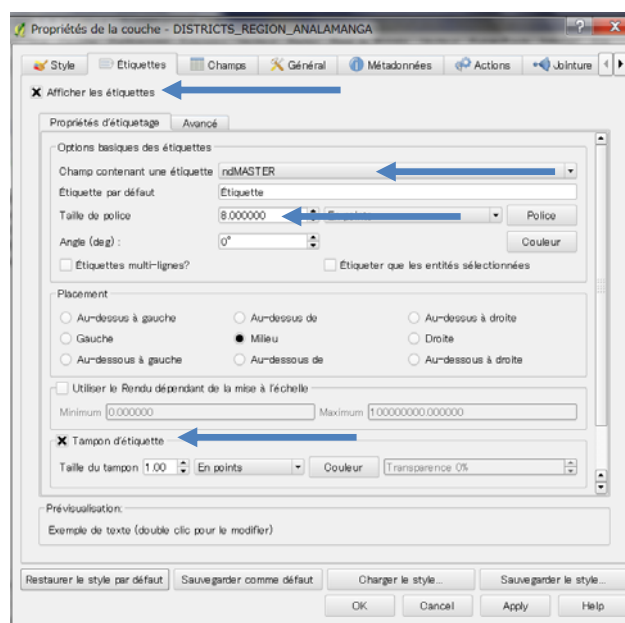 Propriétés de la couche - DISTRICTS_REGION_ANALAMANGA
Style Étiquettes Champs Général Métadonnées Actions Jointure
Afficher les étiquettes
Propriétés d'étiquetage Avancé
Options basiques des étiquettes
Champ contenant une étiquette ndMASTER
Étiquette par défaut Étiquette
Taille de police 8.000000 Police
Angle (deg) : 0° Couleur
Étiquettes multi-lignes? Étiqueter que les entités sélectionnées
Placement
Au-dessus à gauche Au-dessus de Au-dessus à droite
Gauche Milieu Droite
Au-dessous à gauche Au-dessous de Au-dessous à droite
Utiliser le Rendu dépendant de la mise à l'échelle
Minimum 0.000000 Maximum 100000000.000000
Tampon d'étiquette
Taille du tampon 1.00 En points Couleur Transparence 0%
Prévisualisation:
Exemple de texte (double clic pour le modifier)
Restaurer le style par défaut Sauvegarder comme défaut Charger le style... Sauvegarder le style...
OK Cancel Apply Help